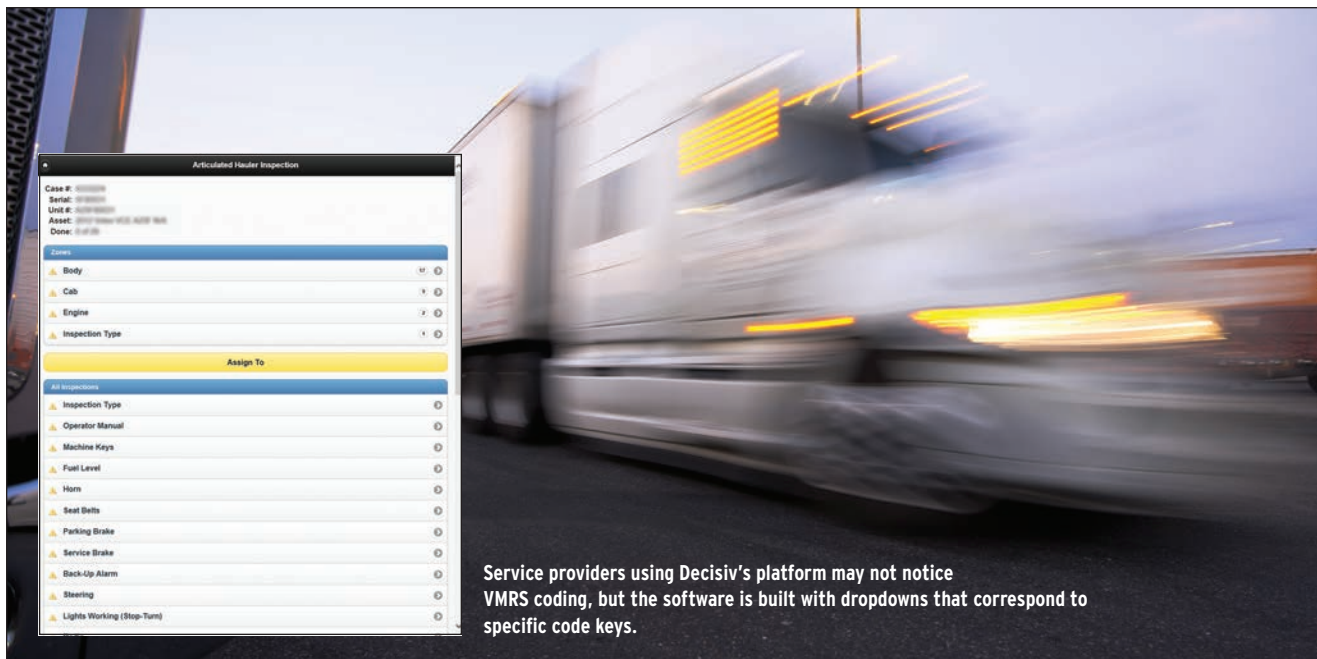 Articulated Hauler Inspection
Case #:
Serial:
Unit #:
Asset:
Done:
Zones
Body
Cab
Engine
2
Inspection Type
1
Assign To
All Inspections
Inspection Type
Operator Manual
Machine Keys
Fuel Level
Horn
Seat Belts
Parking Brake
Service Brake
Back-Up Alarm
Steering
Lights Working (Stop-Turn)
Service providers using Decisiv's platform may not notice
VMRS coding, but the software is built with dropdowns that correspond to
specific code keys.